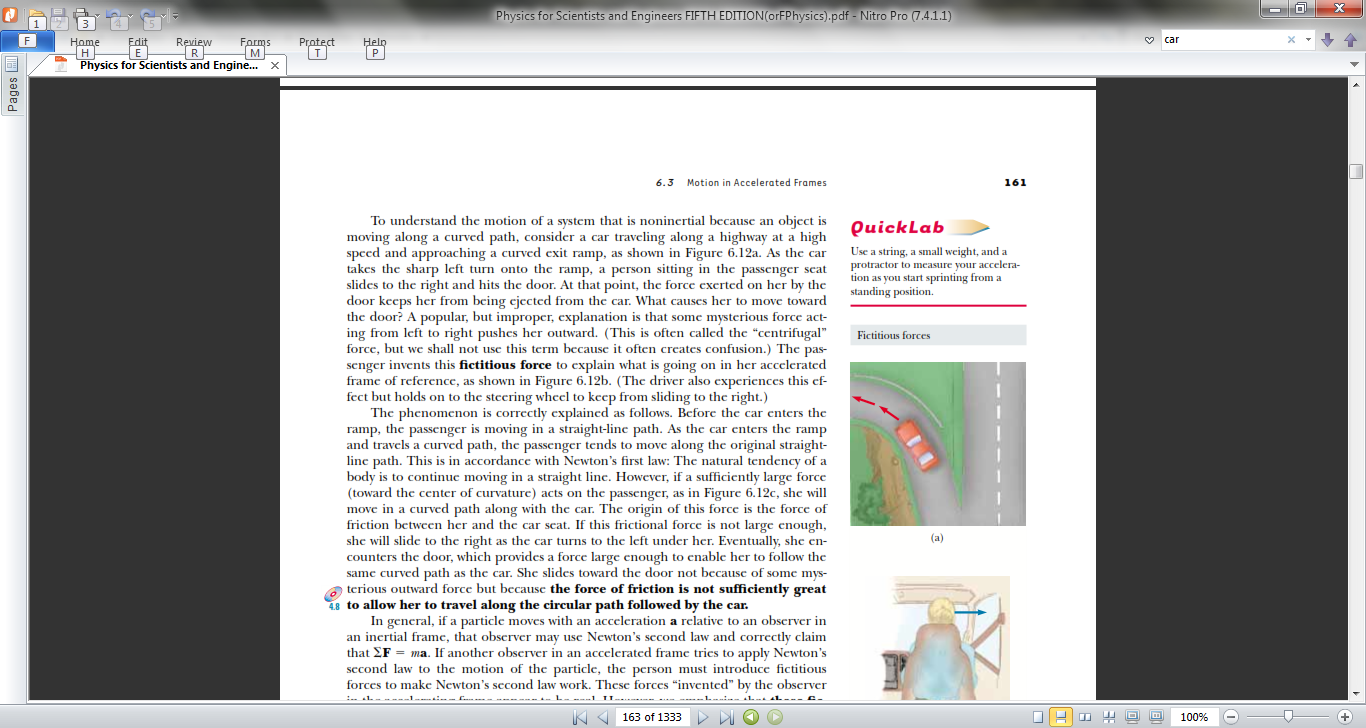 Physics for Scientists and Engineers FIFTH EDITION(orFPhysics).pdf - Nitro Pro (7.4.1.1)
1 2 3 4 5
F
Home Edit Review Forms Protect Help
H E R M T P
car
Physics for Scientists and Engine...
Pages
6.3 Motion in Accelerated Frames 161
To understand the motion of a system that is noninertial because an object is
moving along a curved path, consider a car traveling along a highway at a high
speed and approaching a curved exit ramp, as shown in Figure 6.12a. As the car
takes the sharp left turn onto the ramp, a person sitting in the passenger seat
slides to the right and hits the door. At that point, the force exerted on her by the
door keeps her from being ejected from the car. What causes her to move toward
the door? A popular, but improper, explanation is that some mysterious force act-
ing from left to right pushes her outward. (This is often called the “centrifugal”
force, but we shall not use this term because it often creates confusion.) The pas-
senger invents this fictitious force to explain what is going on in her accelerated
frame of reference, as shown in Figure 6.12b. (The driver also experiences this ef-
fect but holds on to the steering wheel to keep from sliding to the right.)
The phenomenon is correctly explained as follows. Before the car enters the
ramp, the passenger is moving in a straight-line path. As the car enters the ramp
and travels a curved path, the passenger tends to move along the original straight-
line path. This is in accordance with Newton’s first law: The natural tendency of a
body is to continue moving in a straight line. However, if a sufficiently large force
(toward the center of curvature) acts on the passenger, as in Figure 6.12c, she will
move in a curved path along with the car. The origin of this force is the force of
friction between her and the car seat. If this frictional force is not large enough,
she will slide to the right as the car turns to the left under her. Eventually, she en-
counters the door, which provides a force large enough to enable her to follow the
same curved path as the car. She slides toward the door not because of some mys-
terious outward force but because the force of friction is not sufficiently great
to allow her to travel along the circular path followed by the car.
4.8
In general, if a particle moves with an acceleration a relative to an observer in
an inertial frame, that observer may use Newton’s second law and correctly claim
that ΣF = ma. If another observer in an accelerated frame tries to apply Newton’s
second law to the motion of the particle, the person must introduce fictitious
forces to make Newton’s second law work. These forces “invented” by the observer
QuickLab
Use a string, a small weight, and a
protractor to measure your accelera-
tion as you start sprinting from a
standing position.
Fictitious forces
(a)
163 of 1333
100%